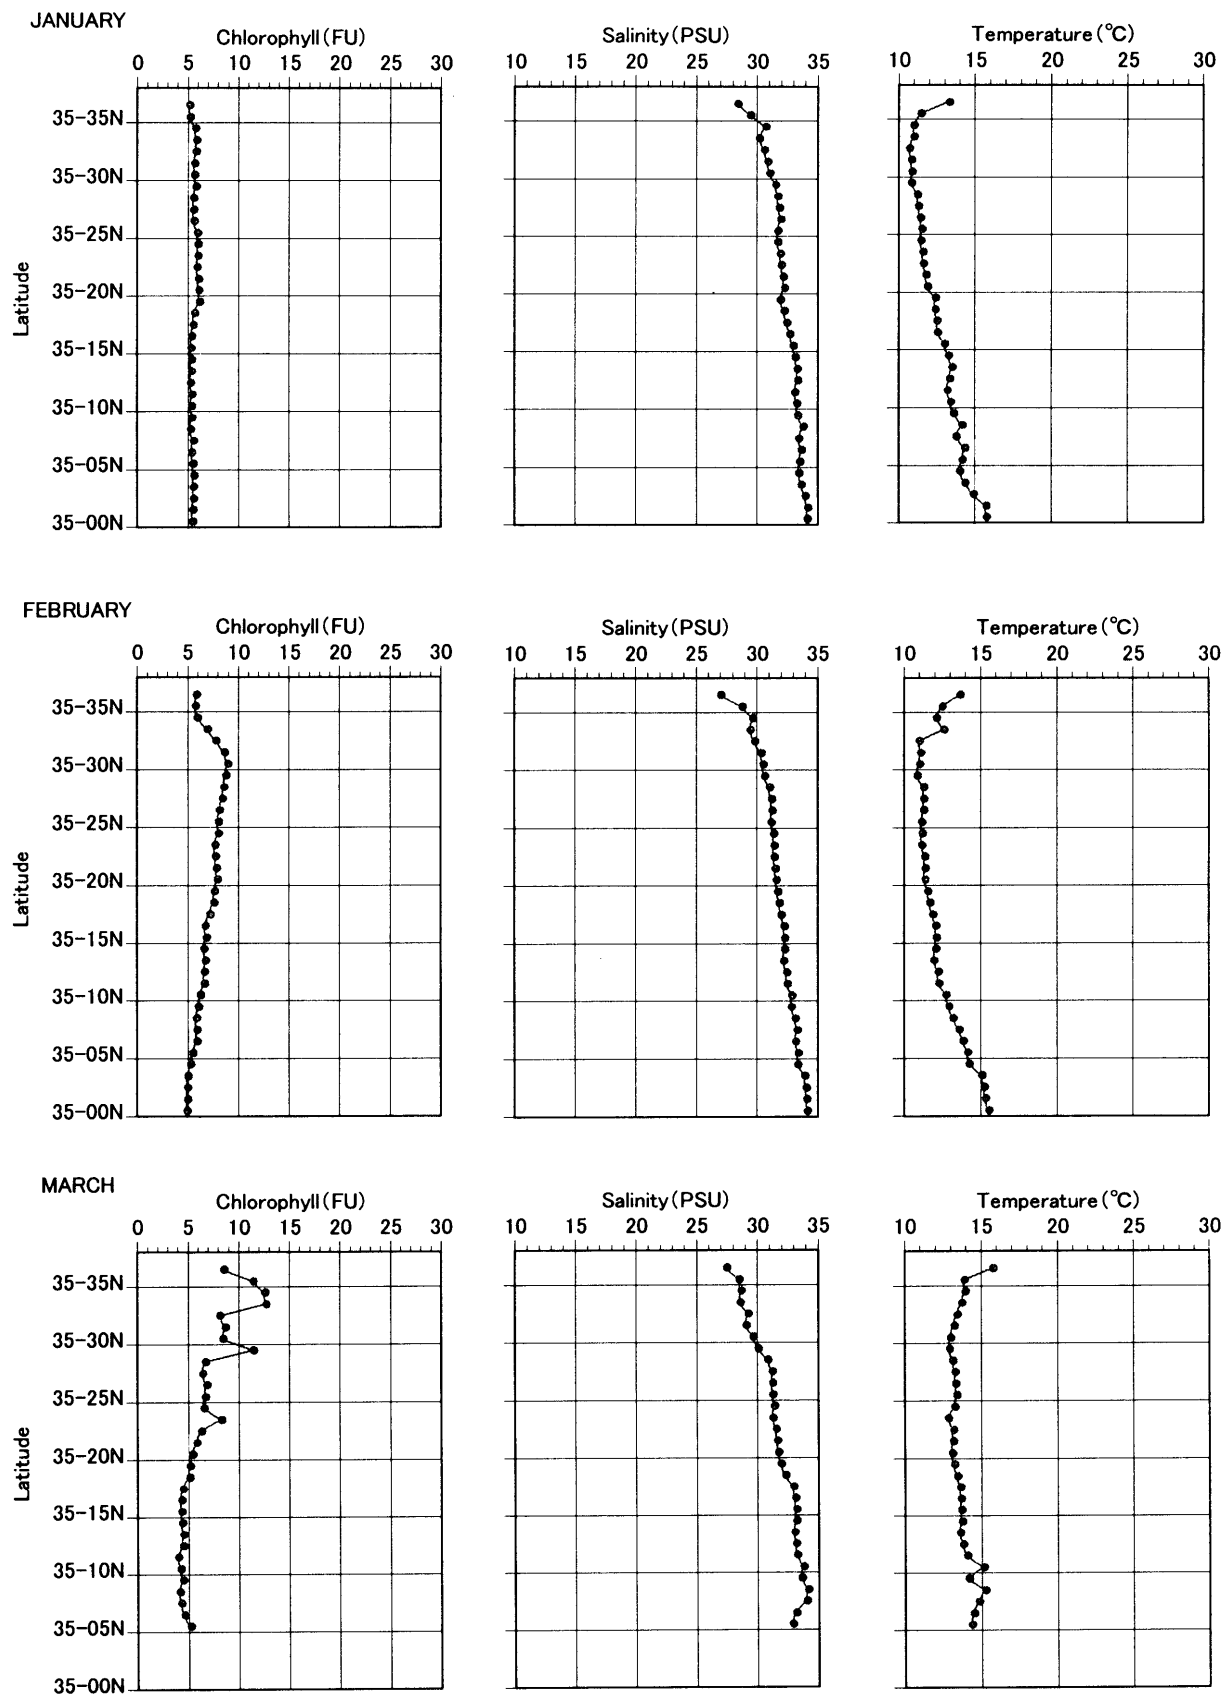 JANUARY
Chlorophyll(FU) Salinity(PSU) Temperature(°C)
0 5 10 15 20 25 30 10 15 20 25 30 35 10 15 20 25 30
35-35N
35-30N
35-25N
35-20N
35-15N
35-10N
35-05N
35-00N
Latitude
FEBRUARY
Chlorophyll(FU) Salinity(PSU) Temperature(°C)
0 5 10 15 20 25 30 10 15 20 25 30 35 10 15 20 25 30
35-35N
35-30N
35-25N
35-20N
35-15N
35-10N
35-05N
35-00N
Latitude
MARCH
Chlorophyll(FU) Salinity(PSU) Temperature(°C)
0 5 10 15 20 25 30 10 15 20 25 30 35 10 15 20 25 30
35-35N
35-30N
35-25N
35-20N
35-15N
35-10N
35-05N
35-00N
Latitude